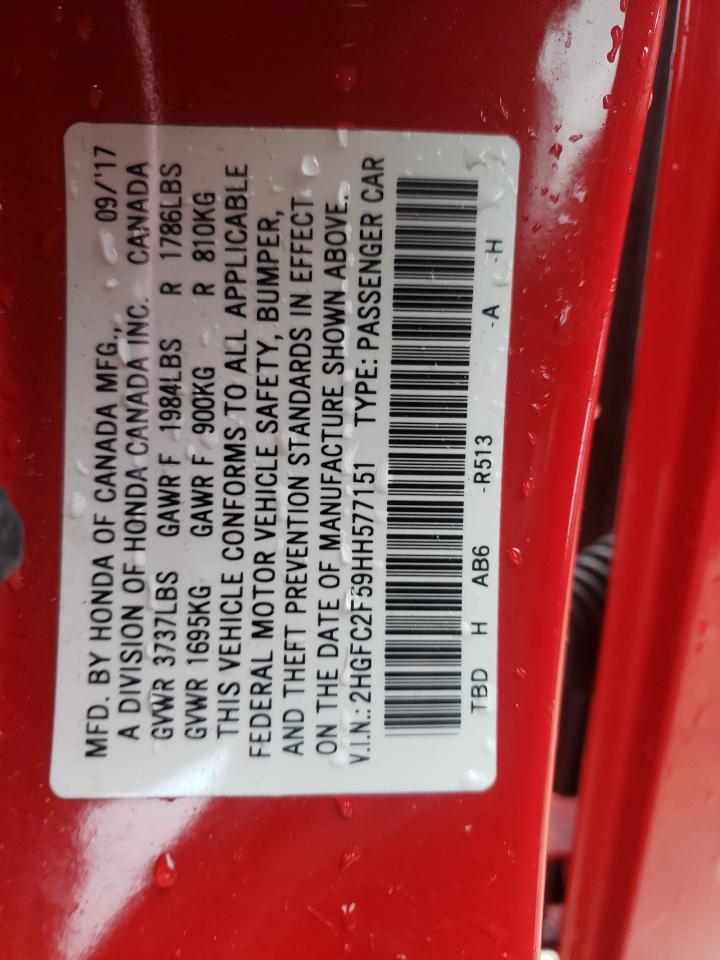 MFD. BY HONDA OF CANADA MFG., 09/'17
A DIVISION OF HONDA CANADA INC. CANADA
GVWR 3737LBS GAWR F 1984LBS R 1786LBS
GVWR 1695KG GAWR F 900KG R 810KG
THIS VEHICLE CONFORMS TO ALL APPLICABLE
FEDERAL MOTOR VEHICLE SAFETY, BUMPER,
AND THEFT PREVENTION STANDARDS IN EFFECT
ON THE DATE OF MANUFACTURE SHOWN ABOVE.
V.I.N.: 2HGFC2F59HH577151 TYPE: PASSENGER CAR
TBD H AB6 -R513 -A -H